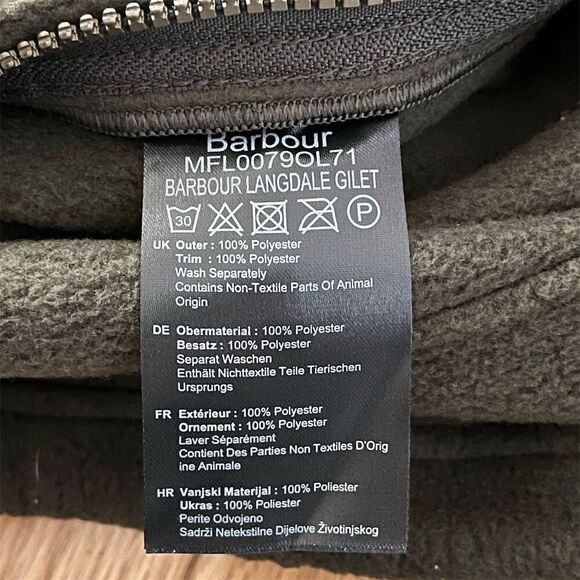 Barbour
MFL0079OL71
BARBOUR LANGDALE GILET
30 P
UK Outer : 100% Polyester
Trim : 100% Polyester
Wash Separately
Contains Non-Textile Parts Of Animal
Origin
DE Obermaterial : 100% Polyester
Besatz : 100% Polyester
Separat Waschen
Enthält Nichttextile Teile Tierischen
Ursprungs
FR Extérieur : 100% Polyester
Ornement : 100% Polyester
Laver Séparément
Contient Des Parties Non Textiles D'Orig
ine Animale
HR Vanjski Materijal : 100% Poliester
Ukras : 100% Poliester
Perite Odvojeno
Sadrži Netekstilne Dijelove Životinjskog